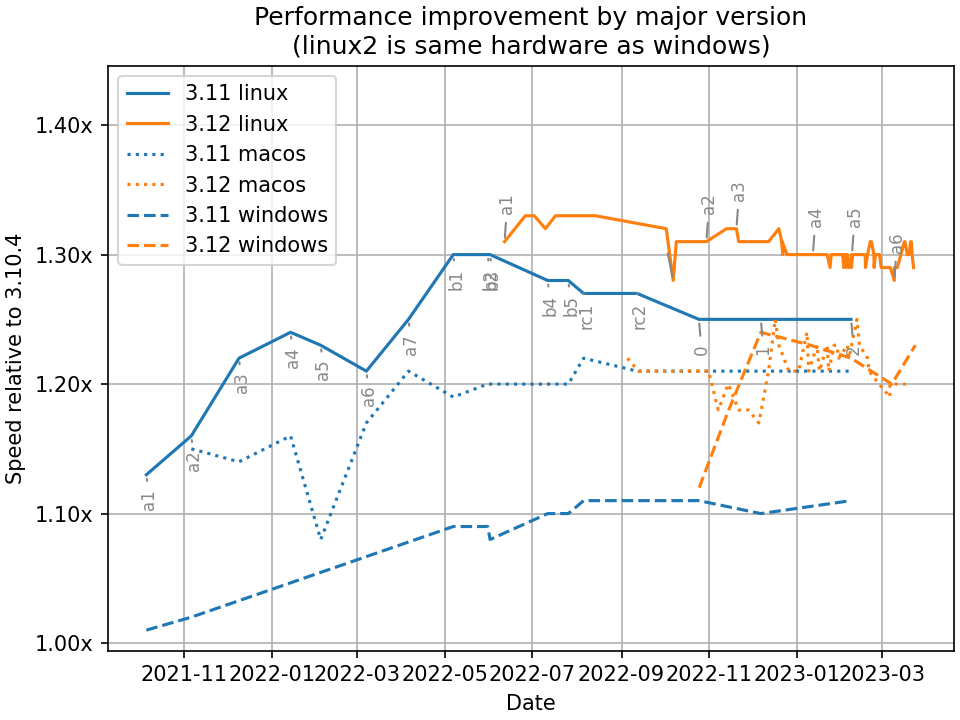 Performance improvement by major version
(linux2 is same hardware as windows)
3.11 linux
3.12 linux
3.11 macos
3.12 macos
3.11 windows
3.12 windows
Speed relative to 3.10.4
1.40x
1.30x
1.20x
1.10x
1.00x
a1
a2
a3
a4
a5
a6
a7
b1
b3
b4
b5
rc1
rc2
0
1
2
a1
a2
a3
a4
a5
a6
2021-11
2022-01
2022-03
2022-05
2022-07
2022-09
2022-11
2023-01
2023-03
Date